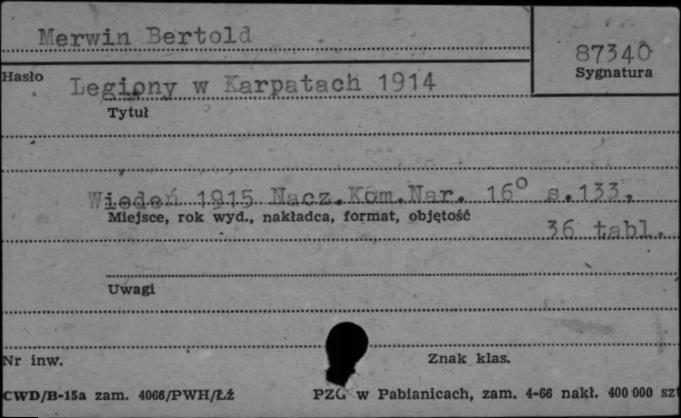 Merwin Bertold
87340
Sygnatura
Hasło
Legiony w Karpatach 1914
Tytuł
Wiedeń 1915 Nacz.Kom.Nar. 16° s.133,
Miejsce, rok wyd., nakładca, format, objętość
36 tabl.
Uwagi
Nr inw.
Znak klas.
CWD/B-15a zam. 4066/PWH/Łź
PZG w Pabianicach, zam. 4-66 nakł. 400 000 szt